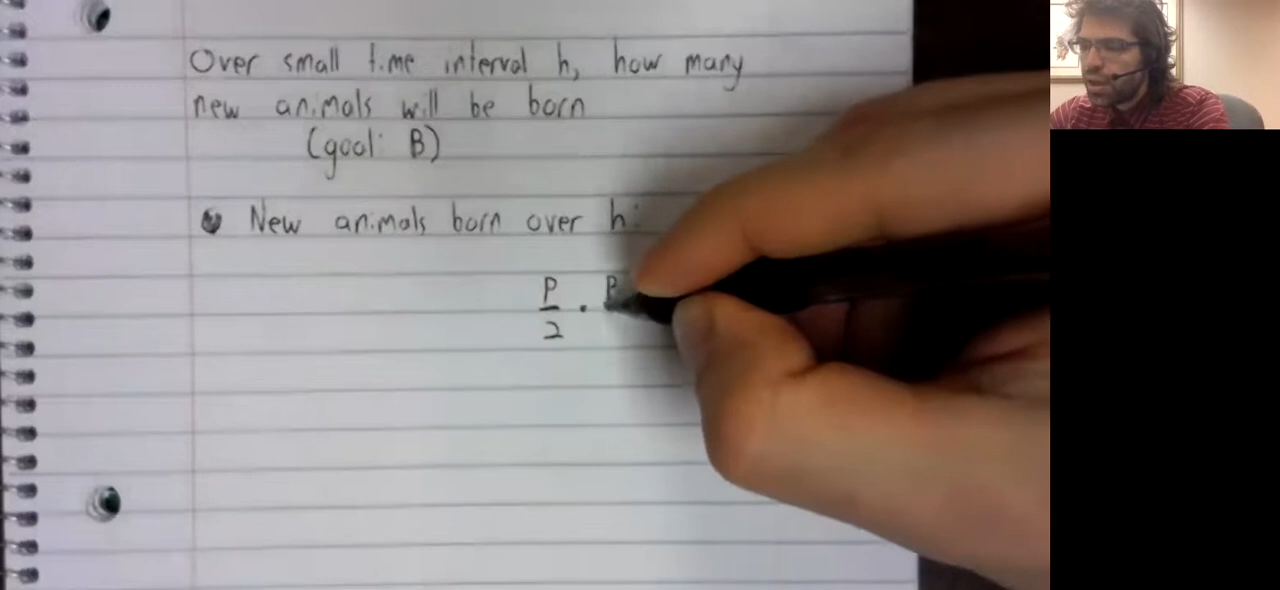 Over small time interval h, how many
new animals will be born
(goal: B)
• New animals born over h:
P/2 · P